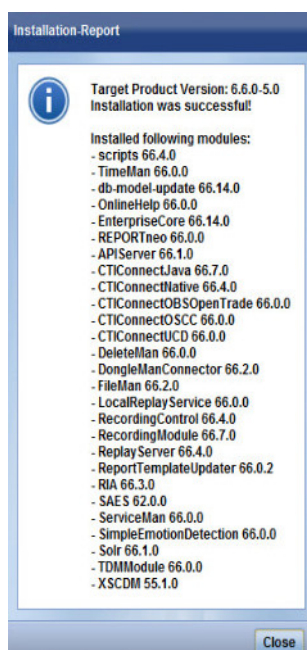 Installation-Report
Target Product Version: 6.6.0-5.0
Installation was successful!
Installed following modules:
- scripts 66.4.0
- TimeMan 66.0.0
- db-model-update 66.14.0
- OnlineHelp 66.0.0
- EnterpriseCore 66.14.0
- REPORTneo 66.0.0
- APIServer 66.1.0
- CTIConnectJava 66.7.0
- CTIConnectNative 66.4.0
- CTIConnectOBSOpenTrade 66.0.0
- CTIConnectOSCC 66.0.0
- CTIConnectUCD 66.0.0
- DeleteMan 66.0.0
- DongleManConnector 66.2.0
- FileMan 66.2.0
- LocalReplayService 66.0.0
- RecordingControl 66.4.0
- RecordingModule 66.7.0
- ReplayServer 66.4.0
- ReportTemplateUpdater 66.0.2
- RIA 66.3.0
- SAES 62.0.0
- ServiceMan 66.0.0
- SimpleEmotionDetection 66.0.0
- Solr 66.1.0
- TDMModule 66.0.0
- XSCDM 55.1.0
Close